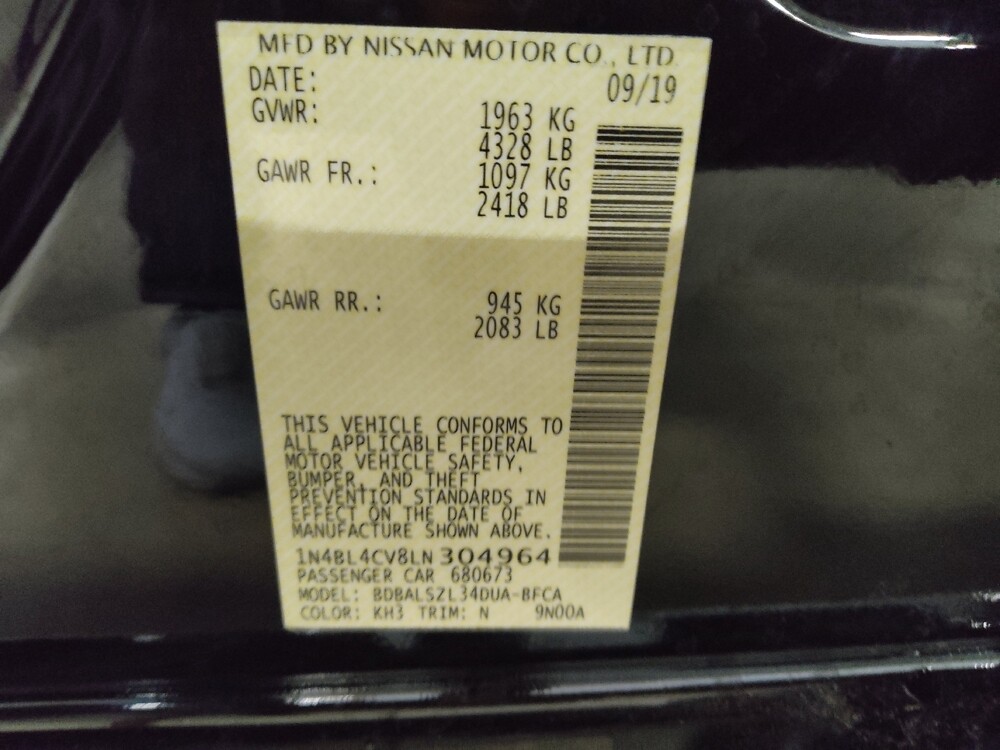 MFD BY NISSAN MOTOR CO., LTD.
DATE: 09/19
GVWR: 1963 KG
4328 LB
GAWR FR.: 1097 KG
2418 LB
GAWR RR.: 945 KG
2083 LB
THIS VEHICLE CONFORMS TO
ALL APPLICABLE FEDERAL
MOTOR VEHICLE SAFETY,
BUMPER, AND THEFT
PREVENTION STANDARDS IN
EFFECT ON THE DATE OF
MANUFACTURE SHOWN ABOVE.
1N4BL4CV8LN304964
PASSENGER CAR 680673
MODEL: BDBALSZL34DUA-BFCA
COLOR: KH3 TRIM: N 9N00A